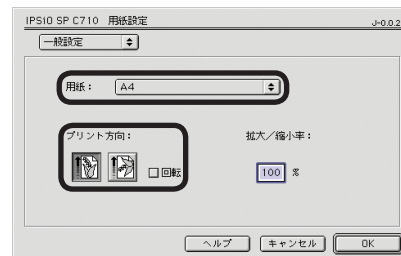 IPSiO SP C710 用紙設定 J-0.0.2
一般設定
用紙： A4
プリント方向： 拡大／縮小率：
回転 100 %
ヘルプ キャンセル OK